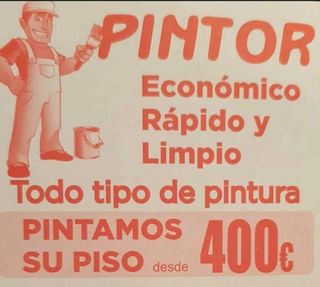 PINTOR
Económico
Rápido y
Limpio
Todo tipo de pintura
PINTAMOS
SU PISO desde 400€